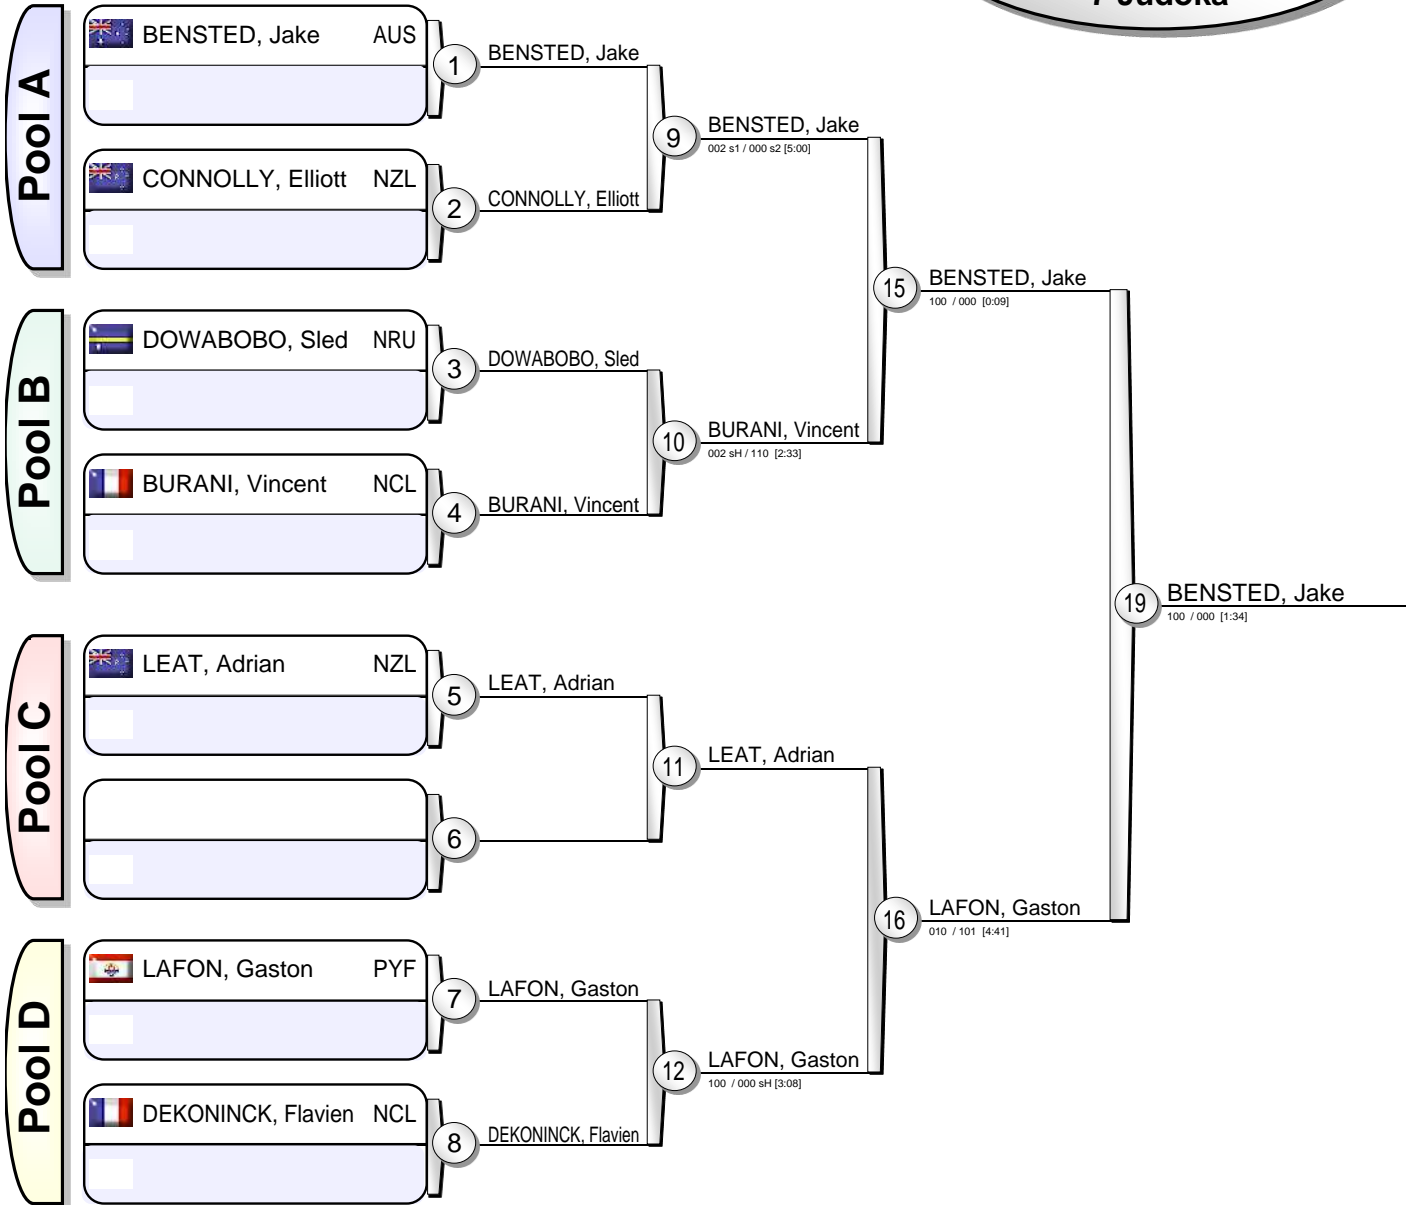 7 Judoka
Pool A
BENSTED, Jake AUS
1
BENSTED, Jake
CONNOLLY, Elliott NZL
2
CONNOLLY, Elliott
9
BENSTED, Jake
002 s1 / 000 s2 [5:00]
Pool B
DOWABOBO, Sled NRU
3
DOWABOBO, Sled
BURANI, Vincent NCL
4
BURANI, Vincent
10
BURANI, Vincent
002 sH / 110 [2:33]
15
BENSTED, Jake
100 / 000 [0:09]
Pool C
LEAT, Adrian NZL
5
LEAT, Adrian
6
11
LEAT, Adrian
Pool D
LAFON, Gaston PYF
7
LAFON, Gaston
DEKONINCK, Flavien NCL
8
DEKONINCK, Flavien
12
LAFON, Gaston
100 / 000 sH [3:08]
16
LAFON, Gaston
010 / 101 [4:41]
19
BENSTED, Jake
100 / 000 [1:34]